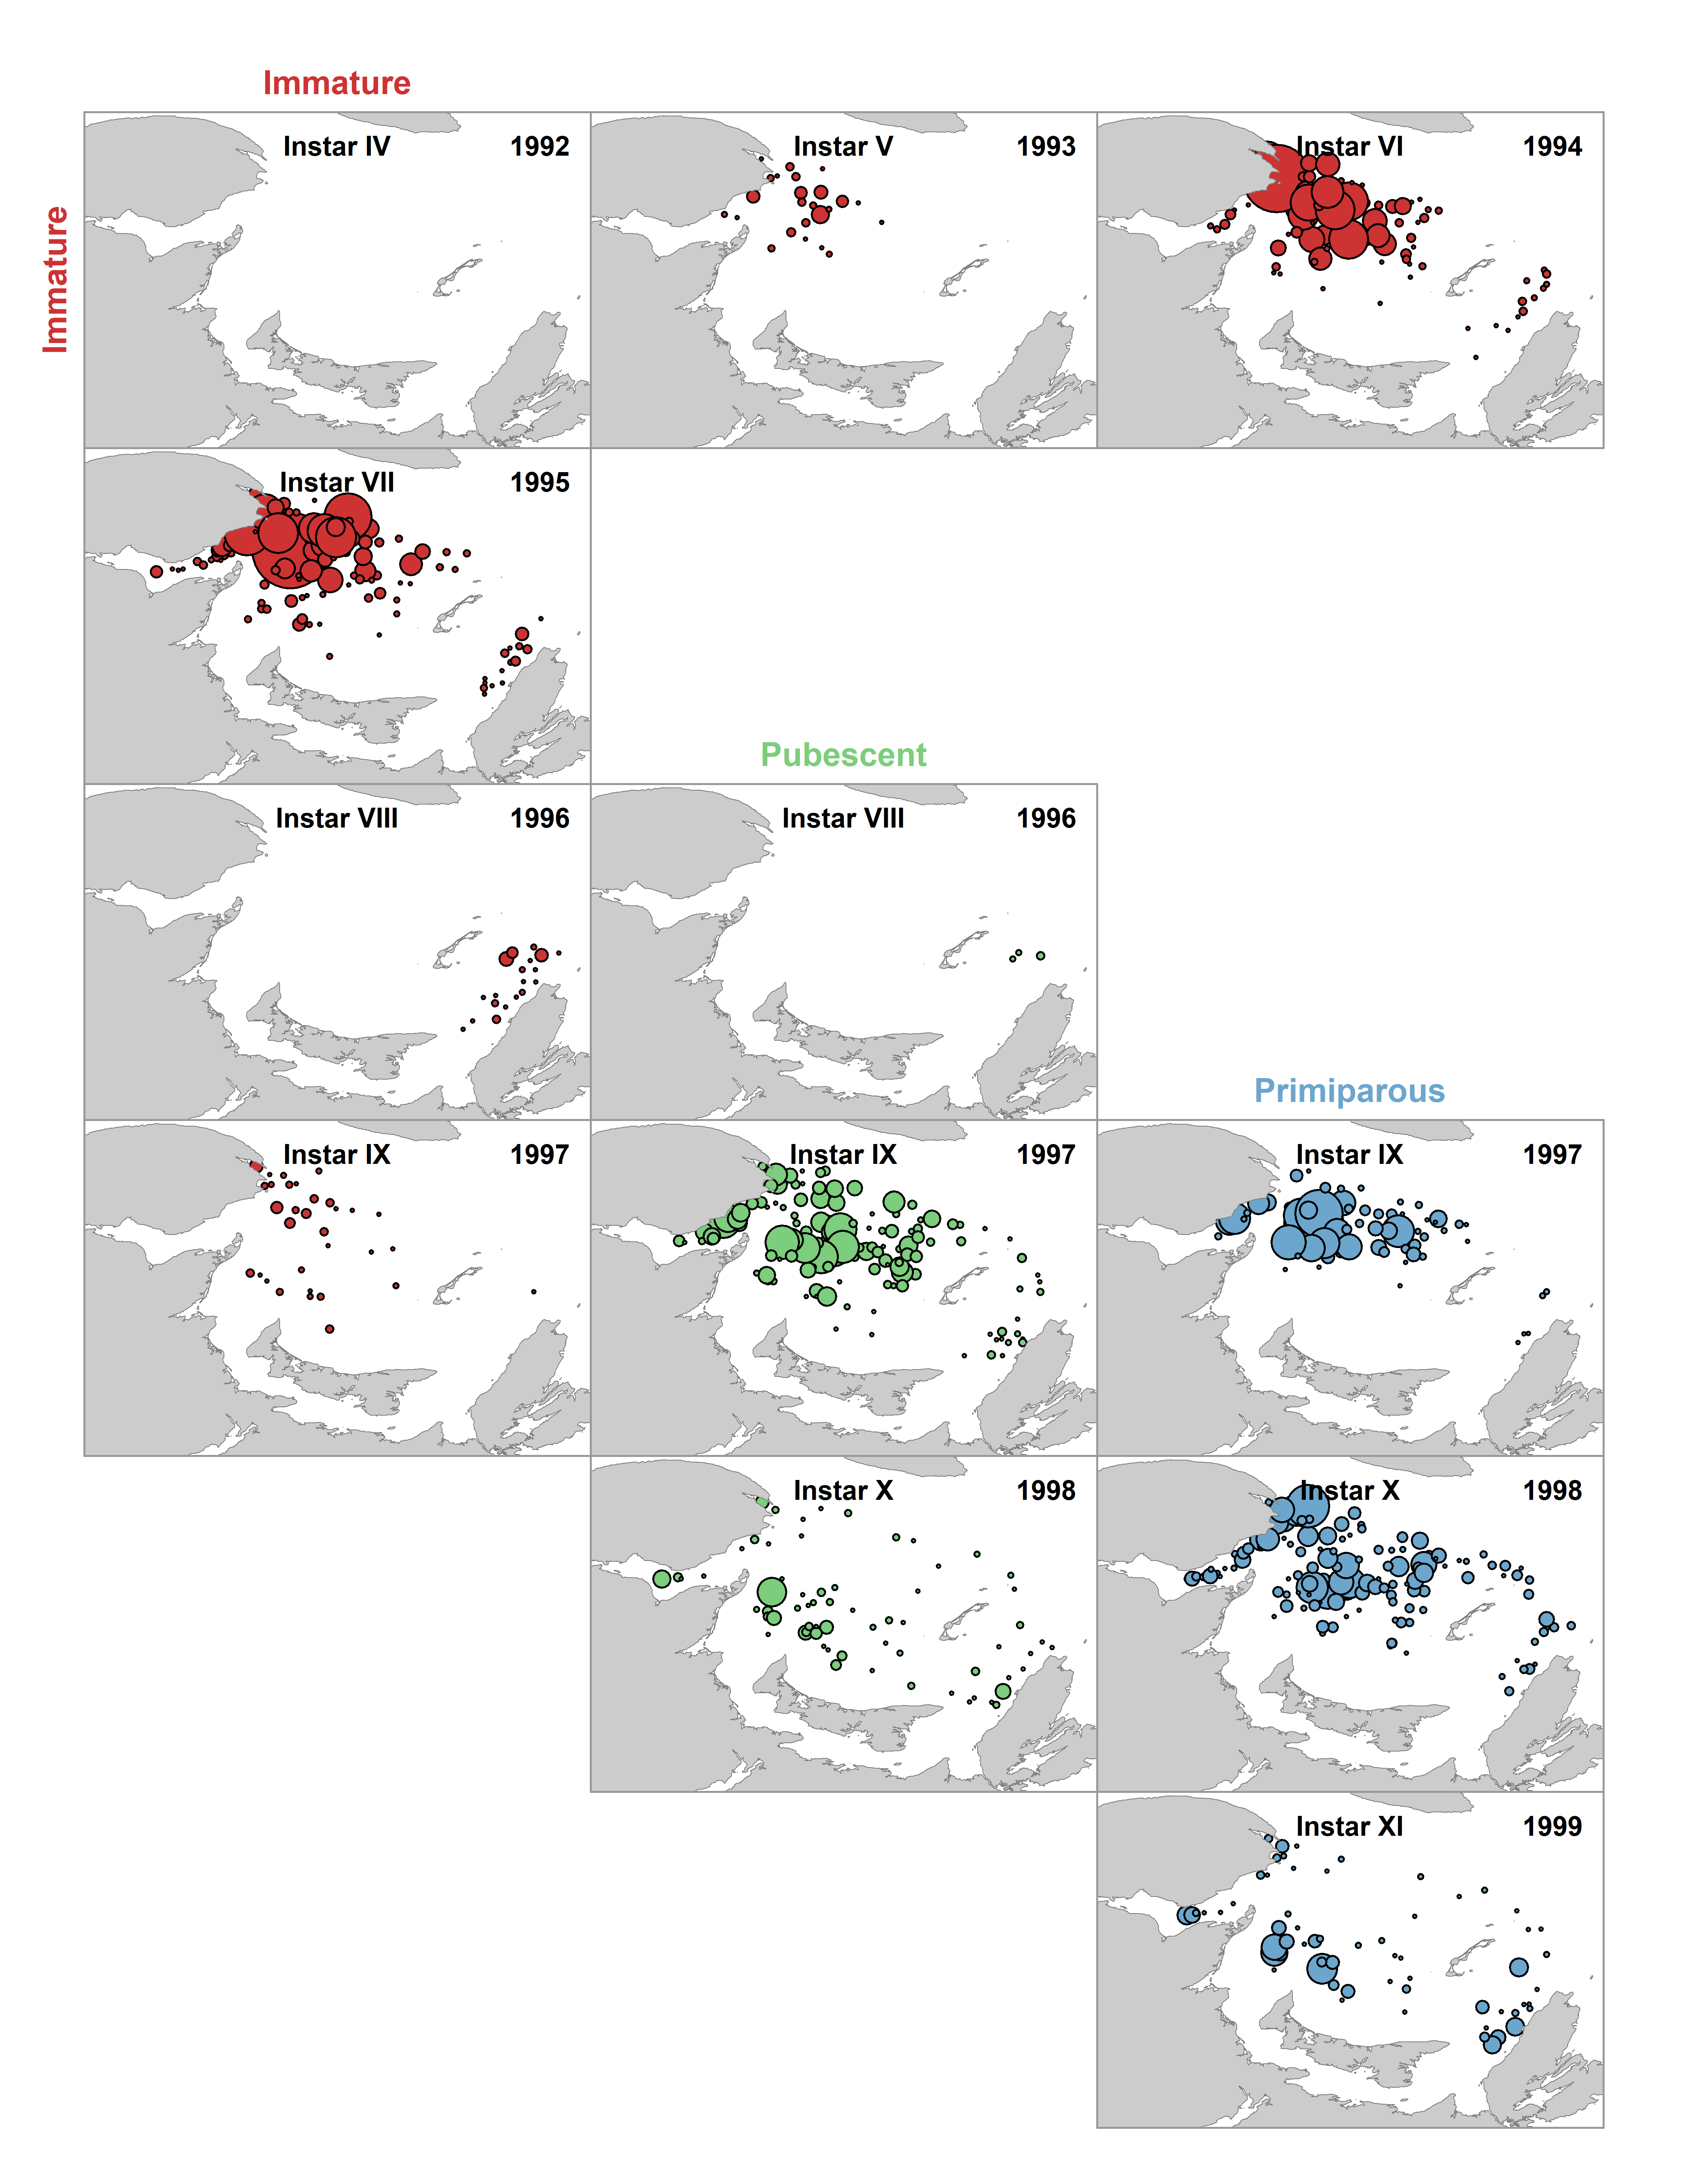 Immature
Immature
Instar IV 1992
Instar V 1993
Instar VI 1994
Instar VII 1995
Pubescent
Instar VIII 1996
Instar VIII 1996
Primiparous
Instar IX 1997
Instar IX 1997
Instar IX 1997
Instar X 1998
Instar X 1998
Instar XI 1999